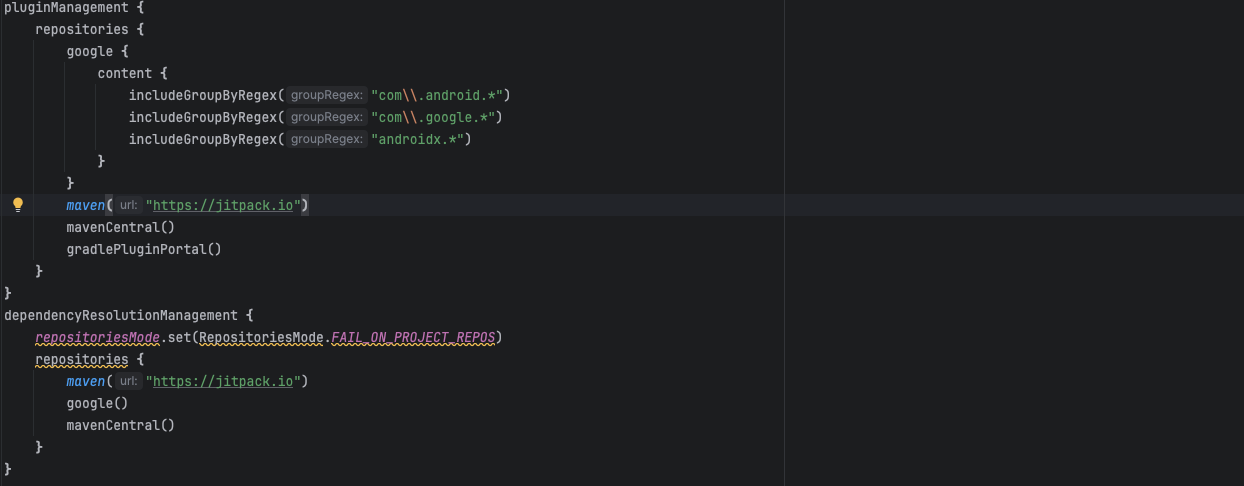 pluginManagement {
    repositories {
        google {
            content {
                includeGroupByRegex( groupRegex: "com\\.android.*")
                includeGroupByRegex( groupRegex: "com\\.google.*")
                includeGroupByRegex( groupRegex: "androidx.*")
            }
        }
        maven( url: "https://jitpack.io")
        mavenCentral()
        gradlePluginPortal()
    }
}
dependencyResolutionManagement {
    repositoriesMode.set(RepositoriesMode.FAIL_ON_PROJECT_REPOS)
    repositories {
        maven( url: "https://jitpack.io")
        google()
        mavenCentral()
    }
}